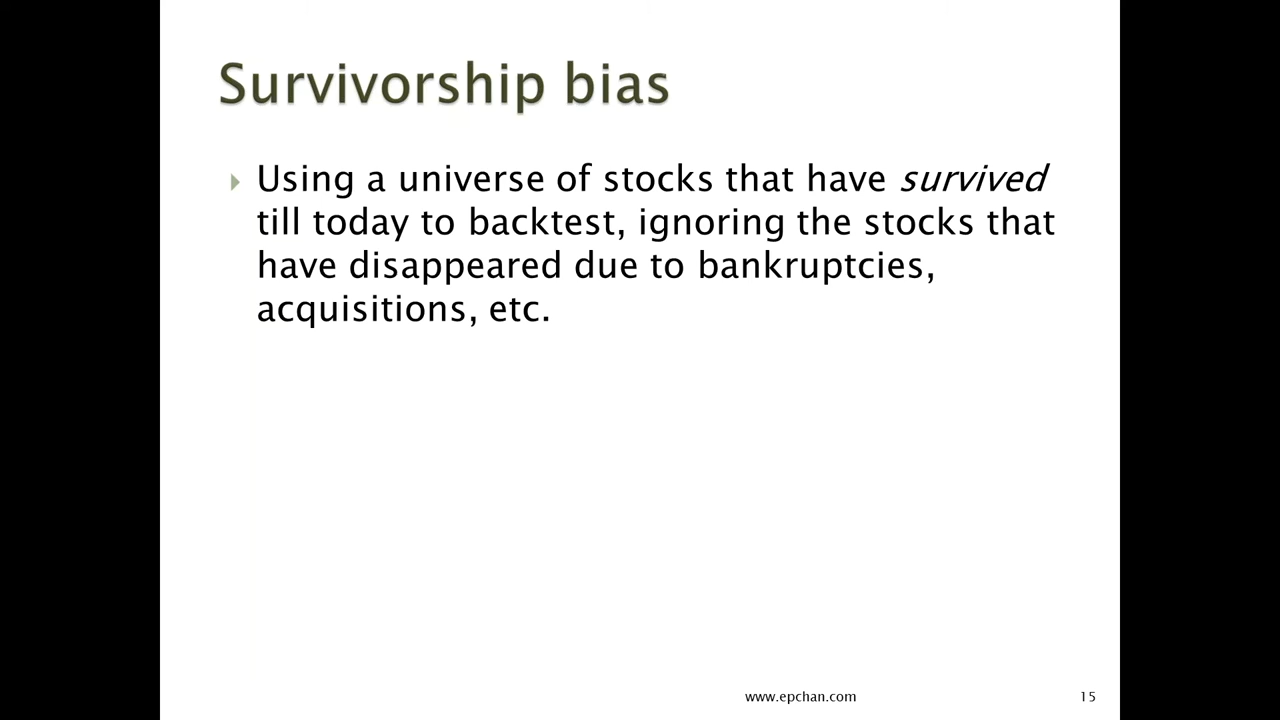 Survivorship bias
Using a universe of stocks that have survived
till today to backtest, ignoring the stocks that
have disappeared due to bankruptcies,
acquisitions, etc.
www.epchan.com
15